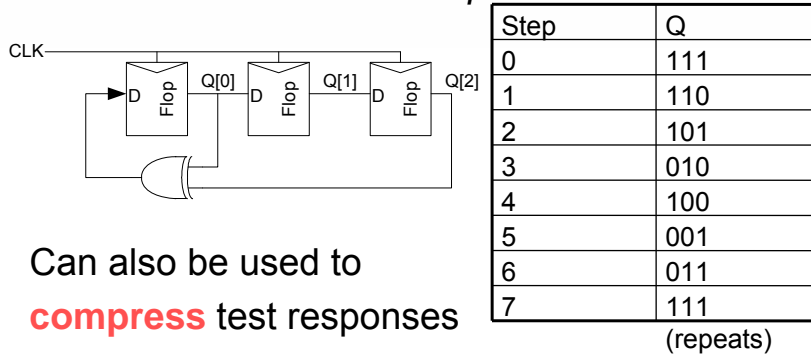 CLK
D Flop Q[0] D Flop Q[1] D Flop Q[2]
Can also be used to
compress test responses
Step Q
0 111
1 110
2 101
3 010
4 100
5 001
6 011
7 111
(repeats)